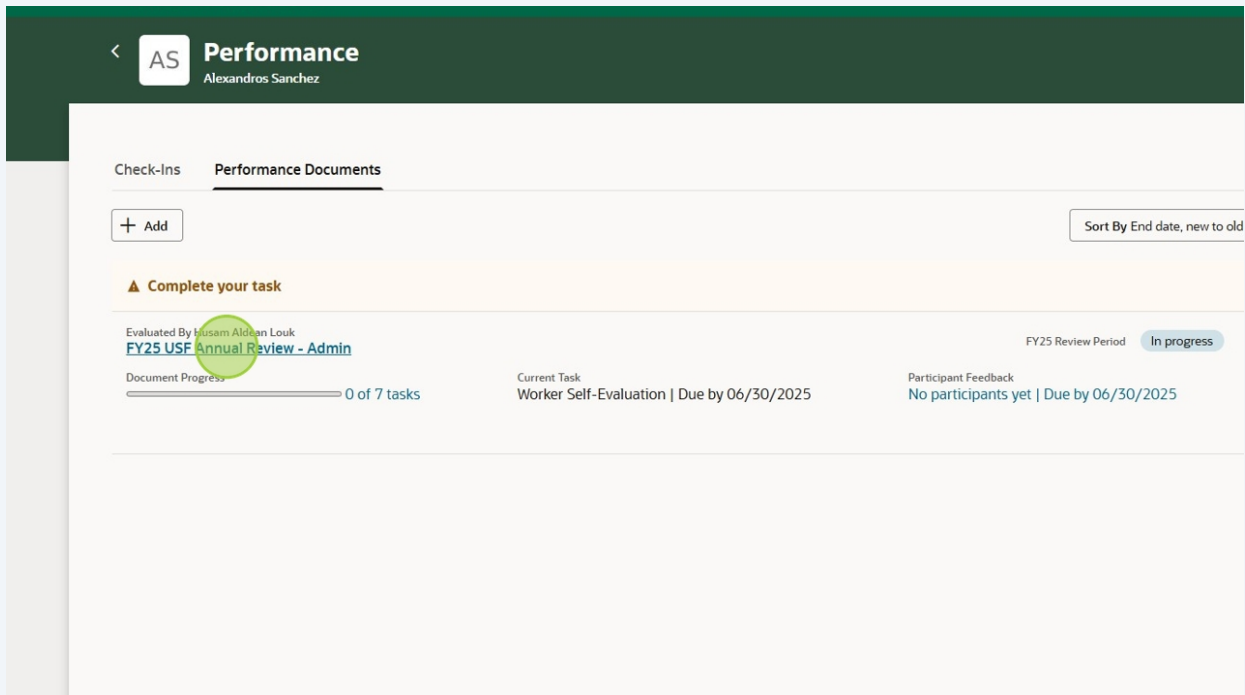 AS
Performance
Alexandros Sanchez
Check-Ins
Performance Documents
+ Add
Sort By End date, new to old
Complete your task
Evaluated By Husam Aldean Louk
FY25 USF Annual Review - Admin
FY25 Review Period
In progress
Document Progress
0 of 7 tasks
Current Task
Worker Self-Evaluation | Due by 06/30/2025
Participant Feedback
No participants yet | Due by 06/30/2025